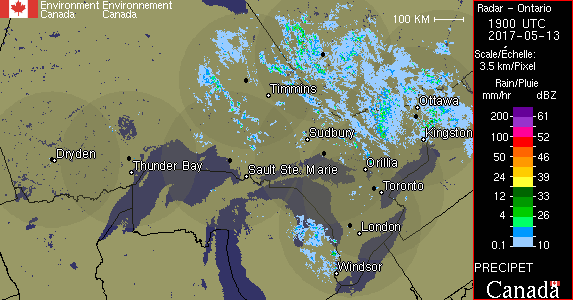 Environment Environnement
Canada Canada
100 KM
Timmins
Ottawa
Sudbury
Kingston
Dryden
Thunder Bay
Sault Ste. Marie
Orillia
Toronto
London
Windsor
Radar - Ontario
1900 UTC
2017-05-13
Scale/Échelle:
3.5 km/Pixel
Rain/Pluie
mm/hr dBZ
200 61
100 52
50 46
24 39
12 33
4 26
0.1 10
PRECIPET
Canada